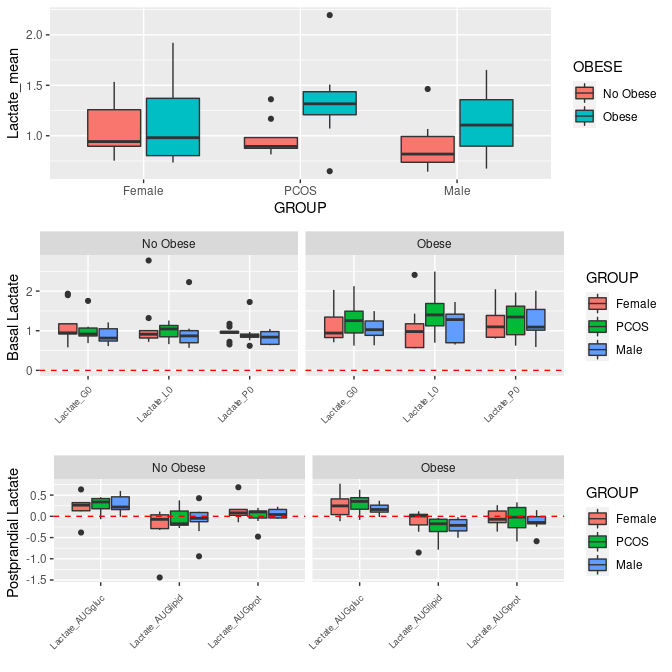 Lactate_mean
2.0
1.5
1.0
Female
PCOS
Male
GROUP
OBESE
No Obese
Obese
Basal Lactate
No Obese
Obese
2
1
0
Lactate_G0
Lactate_L0
Lactate_P0
Lactate_G0
Lactate_L0
Lactate_P0
GROUP
Female
PCOS
Male
Postprandial Lactate
No Obese
Obese
0.5
0.0
-0.5
-1.0
-1.5
Lactate_AUGgluc
Lactate_AUGlipid
Lactate_AUGprot
Lactate_AUGgluc
Lactate_AUGlipid
Lactate_AUGprot
GROUP
Female
PCOS
Male